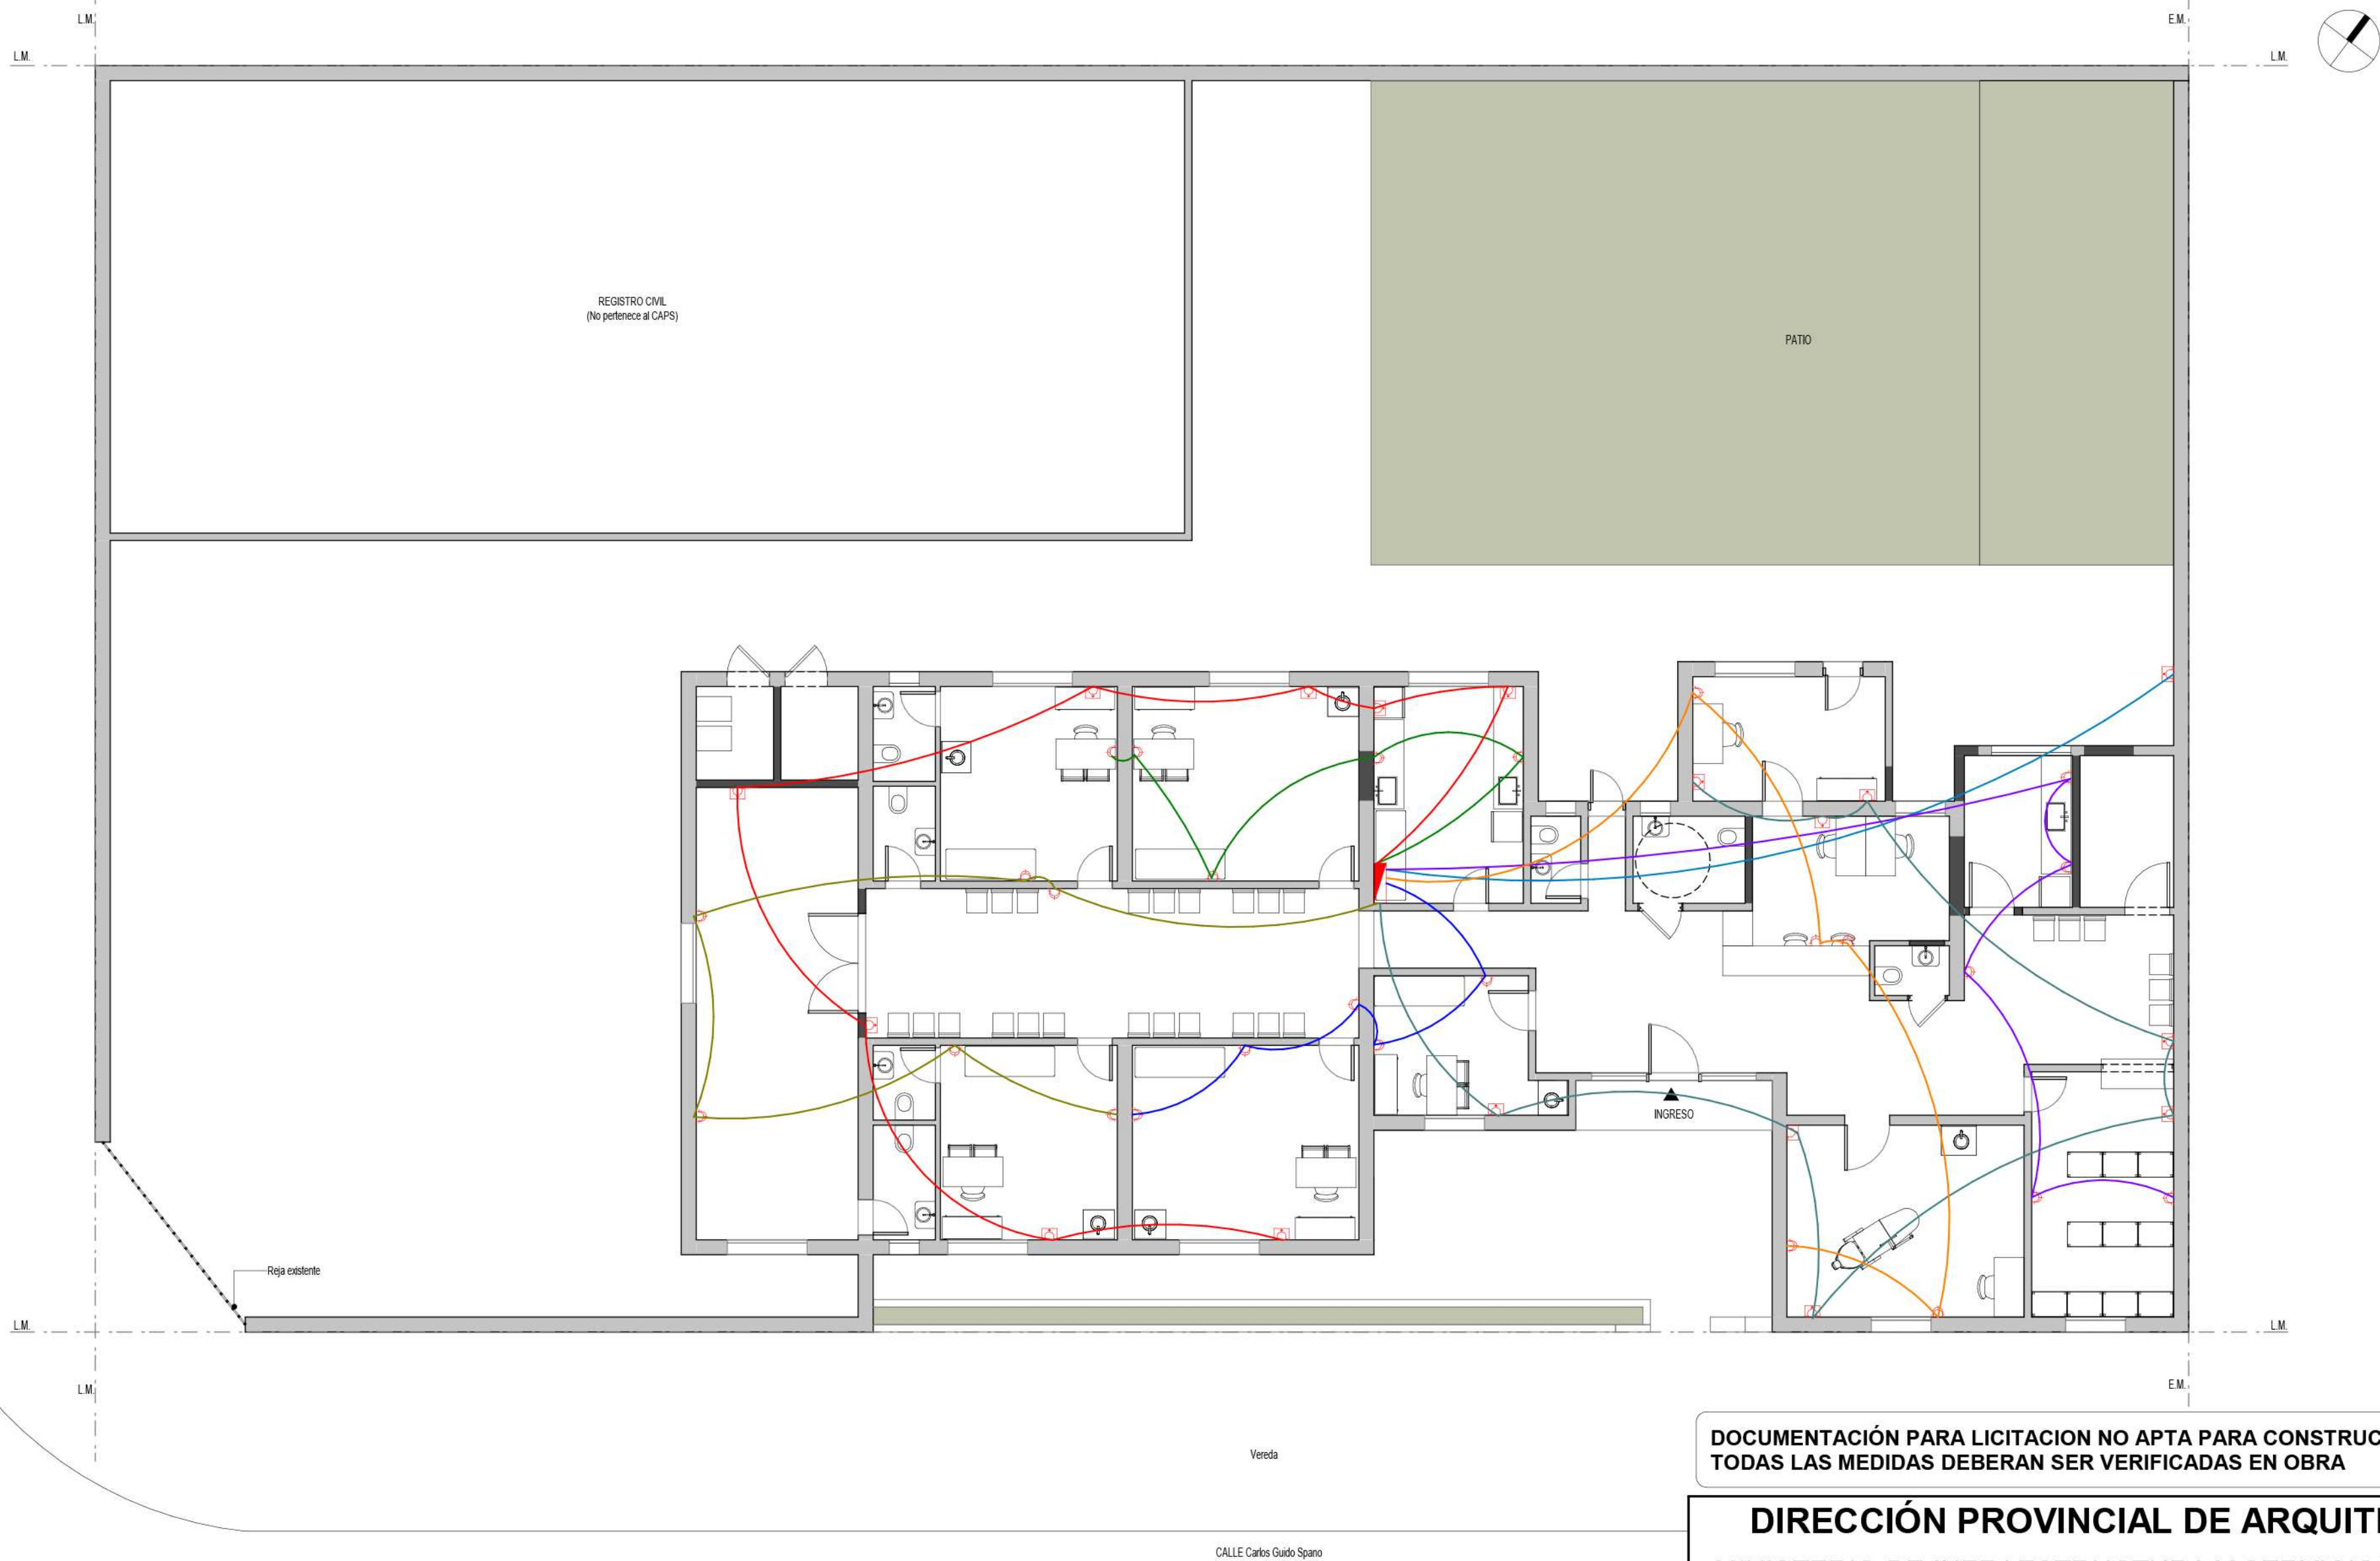 L.M.
E.M.
L.M.
L.M.
REGISTRO CIVIL
(No pertenece al CAPS)
PATIO
INGRESO
Reja existente
L.M.
L.M.
L.M.
E.M.
DOCUMENTACIÓN PARA LICITACION NO APTA PARA CONSTRUC
TODAS LAS MEDIDAS DEBERAN SER VERIFICADAS EN OBRA
Vereda
DIRECCIÓN PROVINCIAL DE ARQUIT
CALLE Carlos Guido Spano